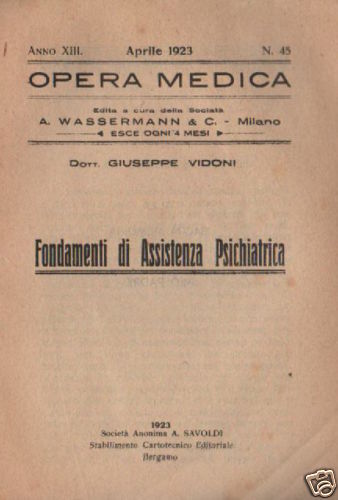 ANNO XIII. Aprile 1923 N. 45
OPERA MEDICA
Edita a cura della Società
A. WASSERMANN & C. - Milano
ESCE OGNI 4 MESI
DOTT. GIUSEPPE VIDONI
Fondamenti di Assistenza Psichiatrica
1923
Società Anonima A. SAVOLDI
Stabilimento Cartotecnico Editoriale
Bergamo